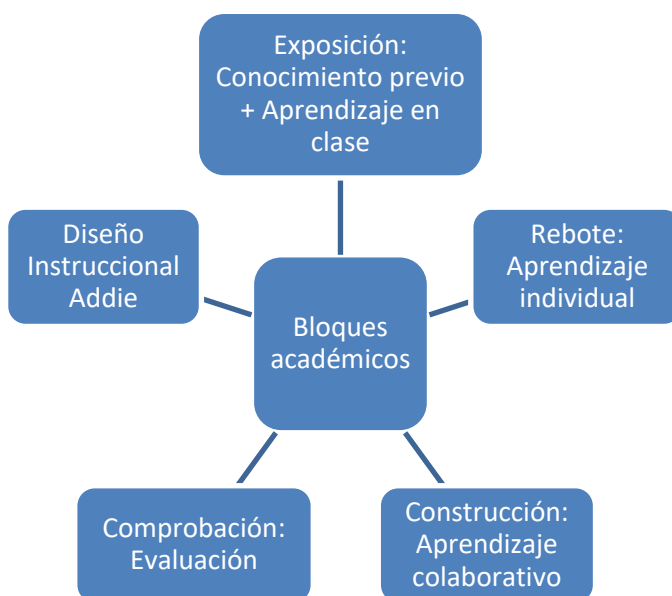 Exposición:
Conocimiento previo
+ Aprendizaje en
clase
Diseño
Instruccional
Addie
Rebote:
Aprendizaje
individual
Bloques
académicos
Comprobación:
Evaluación
Construcción:
Aprendizaje
colaborativo